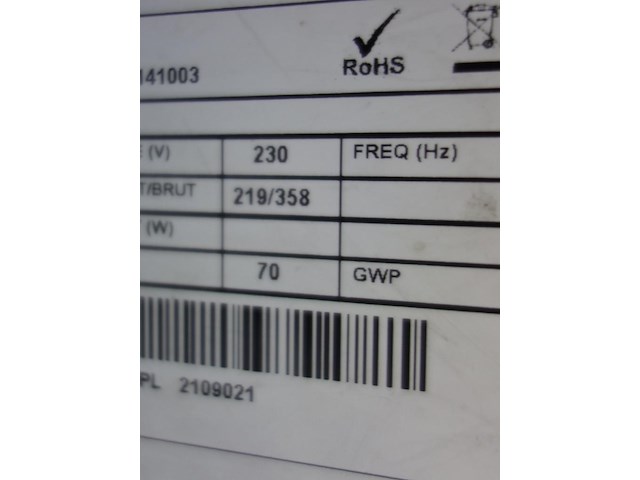 RoHS
141003
(V) 230 FREQ (Hz)
T/BRUT 219/358
(W)
70 GWP
PL 2109021